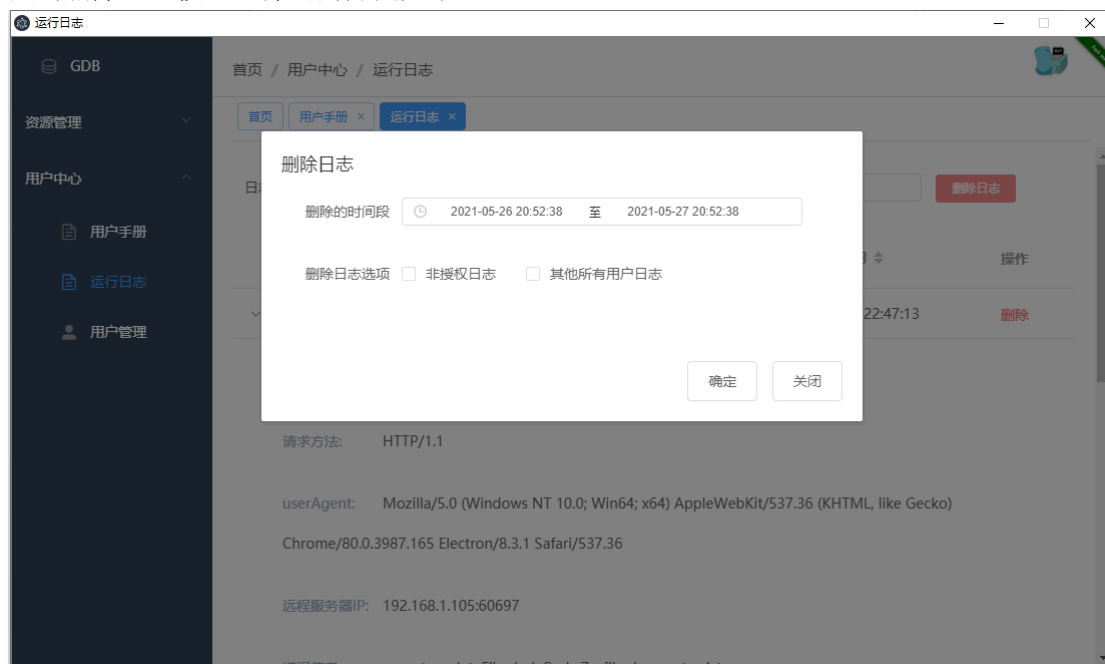 运行日志
GDB
首页 / 用户中心 / 运行日志
资源管理
首页 用户手册 × 运行日志 ×
删除日志
用户中心
删除日志
删除的时间段 2021-05-26 20:52:38 至 2021-05-27 20:52:38
用户手册
操作
删除日志选项 非授权日志 其他所有用户日志
运行日志
22:47:13 删除
用户管理
确定 关闭
请求方法: HTTP/1.1
userAgent: Mozilla/5.0 (Windows NT 10.0; Win64; x64) AppleWebKit/537.36 (KHTML, like Gecko)
Chrome/80.0.3987.165 Electron/8.3.1 Safari/537.36
远程服务器IP: 192.168.1.105:60697